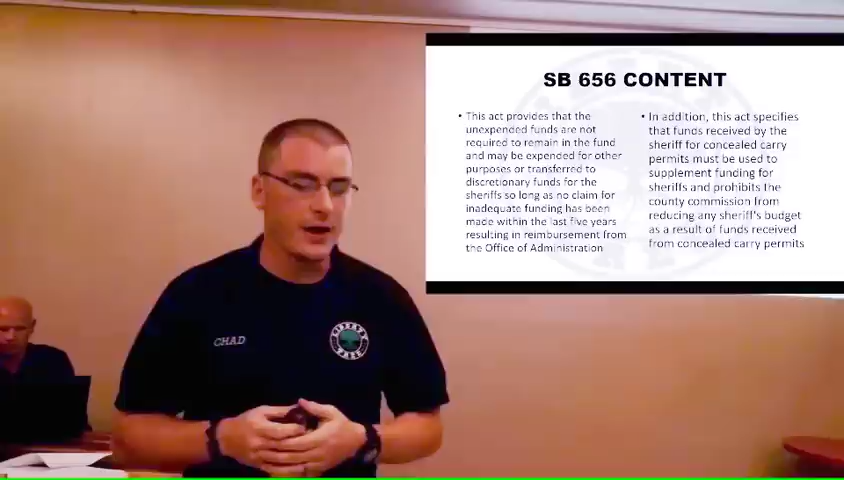 SB 656 CONTENT
• This act provides that the
unexpended funds are not
required to remain in the fund
and may be expended for other
purposes or transferred to
discretionary funds for the
sheriffs so long as no claim for
inadequate funding has been
made within the last five years
resulting in reimbursement from
the Office of Administration
• In addition, this act specifies
that funds received by the
sheriff for concealed carry
permits must be used to
supplement funding for
sheriffs and prohibits the
county commission from
reducing any sheriff's budget
as a result of funds received
from concealed carry permits
CHAD
LIBERTY
TREE